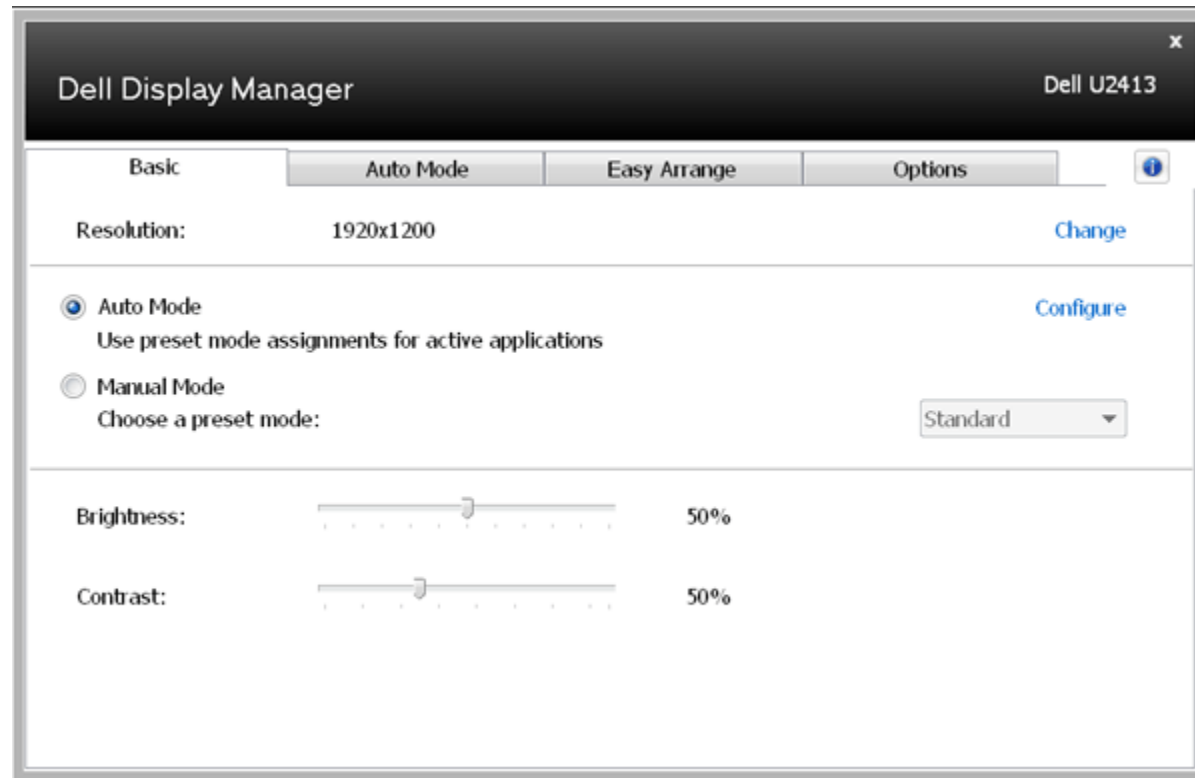 x
Dell Display Manager
Dell U2413
Basic
Auto Mode
Easy Arrange
Options
i
Resolution:
1920x1200
Change
Auto Mode
Configure
Use preset mode assignments for active applications
Manual Mode
Choose a preset mode:
Standard
Brightness:
50%
Contrast:
50%